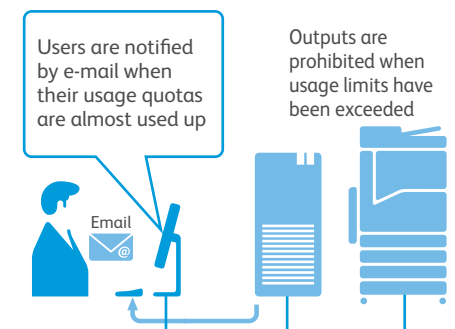 Users are notified
by e-mail when
their usage quotas
are almost used up
Outputs are
prohibited when
usage limits have
been exceeded
Email
@